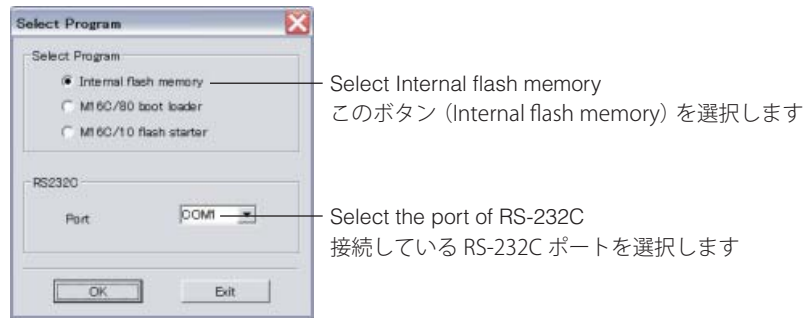 Select Program
Select Program
Internal flash memory
M16C/80 boot loader
M16C/10 flash starter
Select Internal flash memory
このボタン（Internal flash memory）を選択します
RS232C
Port
COM1
Select the port of RS-232C
接続している RS-232C ポートを選択します
OK
Exit